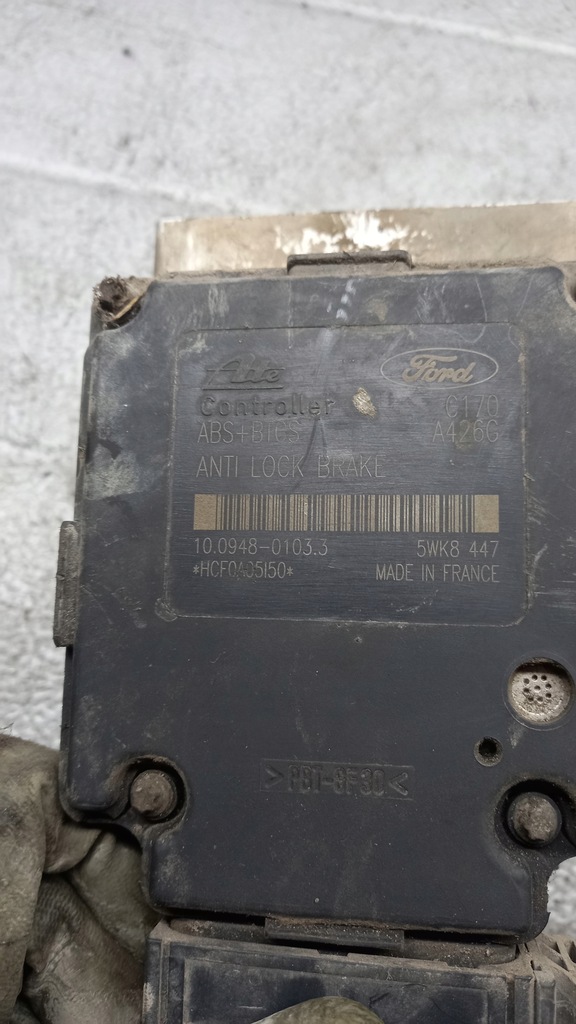 Ate
Ford
Controller
C170
ABS+BTCS
A426C
ANTI LOCK BRAKE
10.0948-0103.3
5WK8 447
*HCF0A05I50*
MADE IN FRANCE
>PBT-GF30<